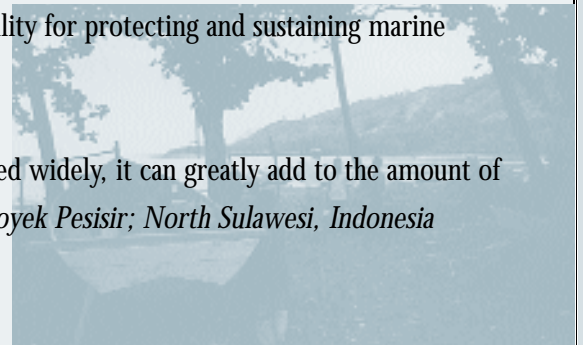 lity for protecting and sustaining marine
ed widely, it can greatly add to the amount of
oyek Pesisir; North Sulawesi, Indonesia